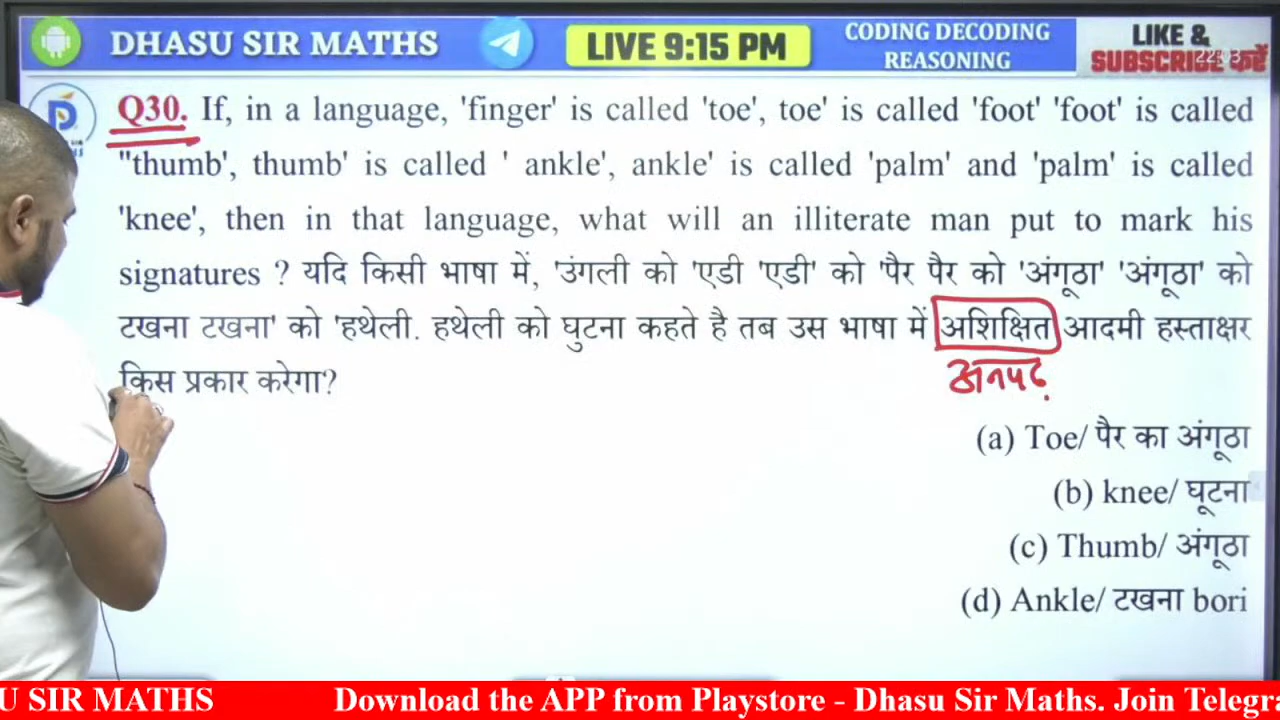 DHASU SIR MATHS
LIVE 9:15 PM
CODING DECODING
REASONING
LIKE &
SUBSCRIBE करें
22:03
Q30. If, in a language, 'finger' is called 'toe', toe' is called 'foot' 'foot' is called
"thumb', thumb' is called ' ankle', ankle' is called 'palm' and 'palm' is called
'knee', then in that language, what will an illiterate man put to mark his
signatures ? यदि किसी भाषा में, 'उंगली को 'एडी 'एडी' को 'पैर पैर को 'अंगूठा' 'अंगूठा' को
टखना टखना' को 'हथेली. हथेली को घुटना कहते है तब उस भाषा में अशिक्षित आदमी हस्ताक्षर
किस प्रकार करेगा?
अनपढ़
(a) Toe/ पैर का अंगूठा
(b) knee/ घूटना
(c) Thumb/ अंगूठा
(d) Ankle/ टखना bori
U SIR MATHS Download the APP from Playstore - Dhasu Sir Maths. Join Telegr.